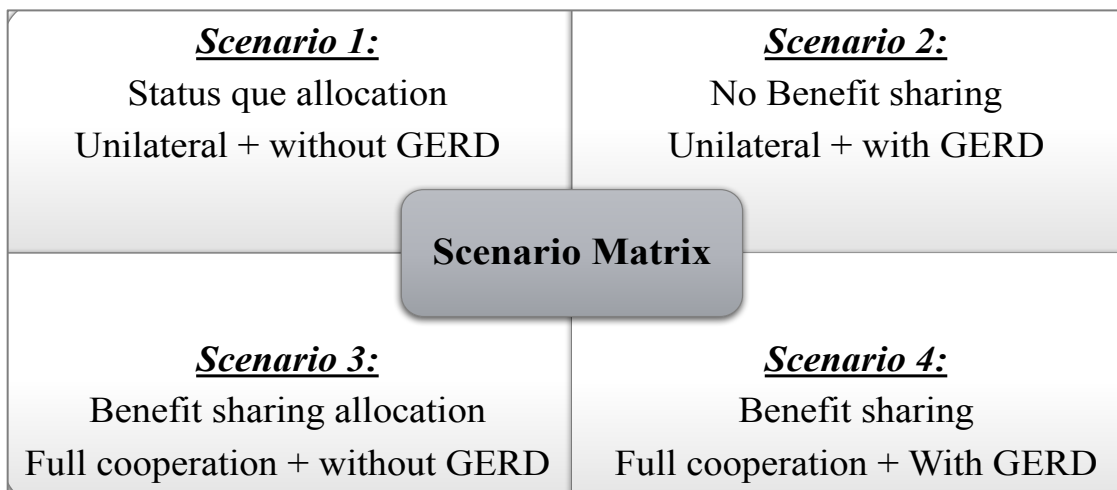 Scenario 1:
Status que allocation
Unilateral + without GERD
Scenario 2:
No Benefit sharing
Unilateral + with GERD
Scenario Matrix
Scenario 3:
Benefit sharing allocation
Full cooperation + without GERD
Scenario 4:
Benefit sharing
Full cooperation + With GERD